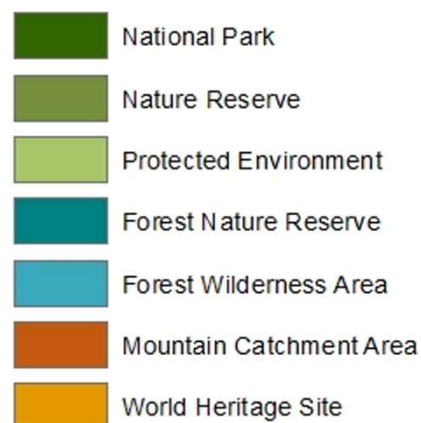 National Park
Nature Reserve
Protected Environment
Forest Nature Reserve
Forest Wilderness Area
Mountain Catchment Area
World Heritage Site